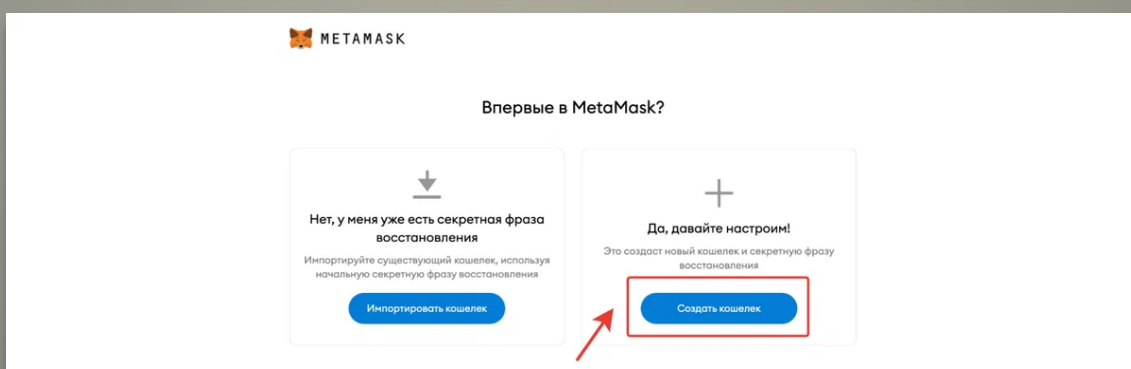 METAMASK
Впервые в MetaMask?
Нет, у меня уже есть секретная фраза
восстановления
Импортируйте существующий кошелек, используя
начальную секретную фразу восстановления
Импортировать кошелек
Да, давайте настроим!
Это создаст новый кошелек и секретную фразу
восстановления
Создать кошелек